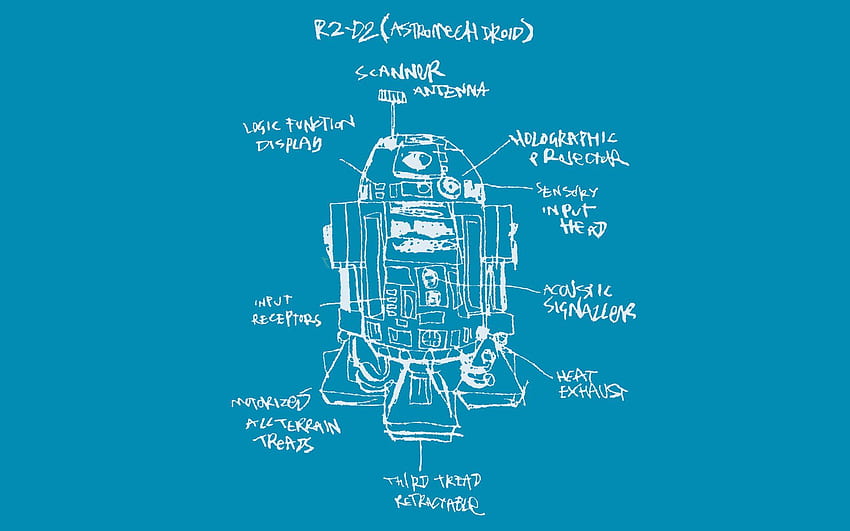 R2-D2 (ASTROMECH DROID)
SCANNER
ANTENNA
LOGIC FUNCTION
DISPLAY
HOLOGRAPHIC
PROJECTOR
SENSORY
INPUT
HEAD
INPUT
RECEPTORS
ACOUSTIC
SIGNALLERS
HEAT
EXHAUST
MOTORIZED
ALL TERRAIN
TREADS
THIRD TREAD
RETRACTABLE